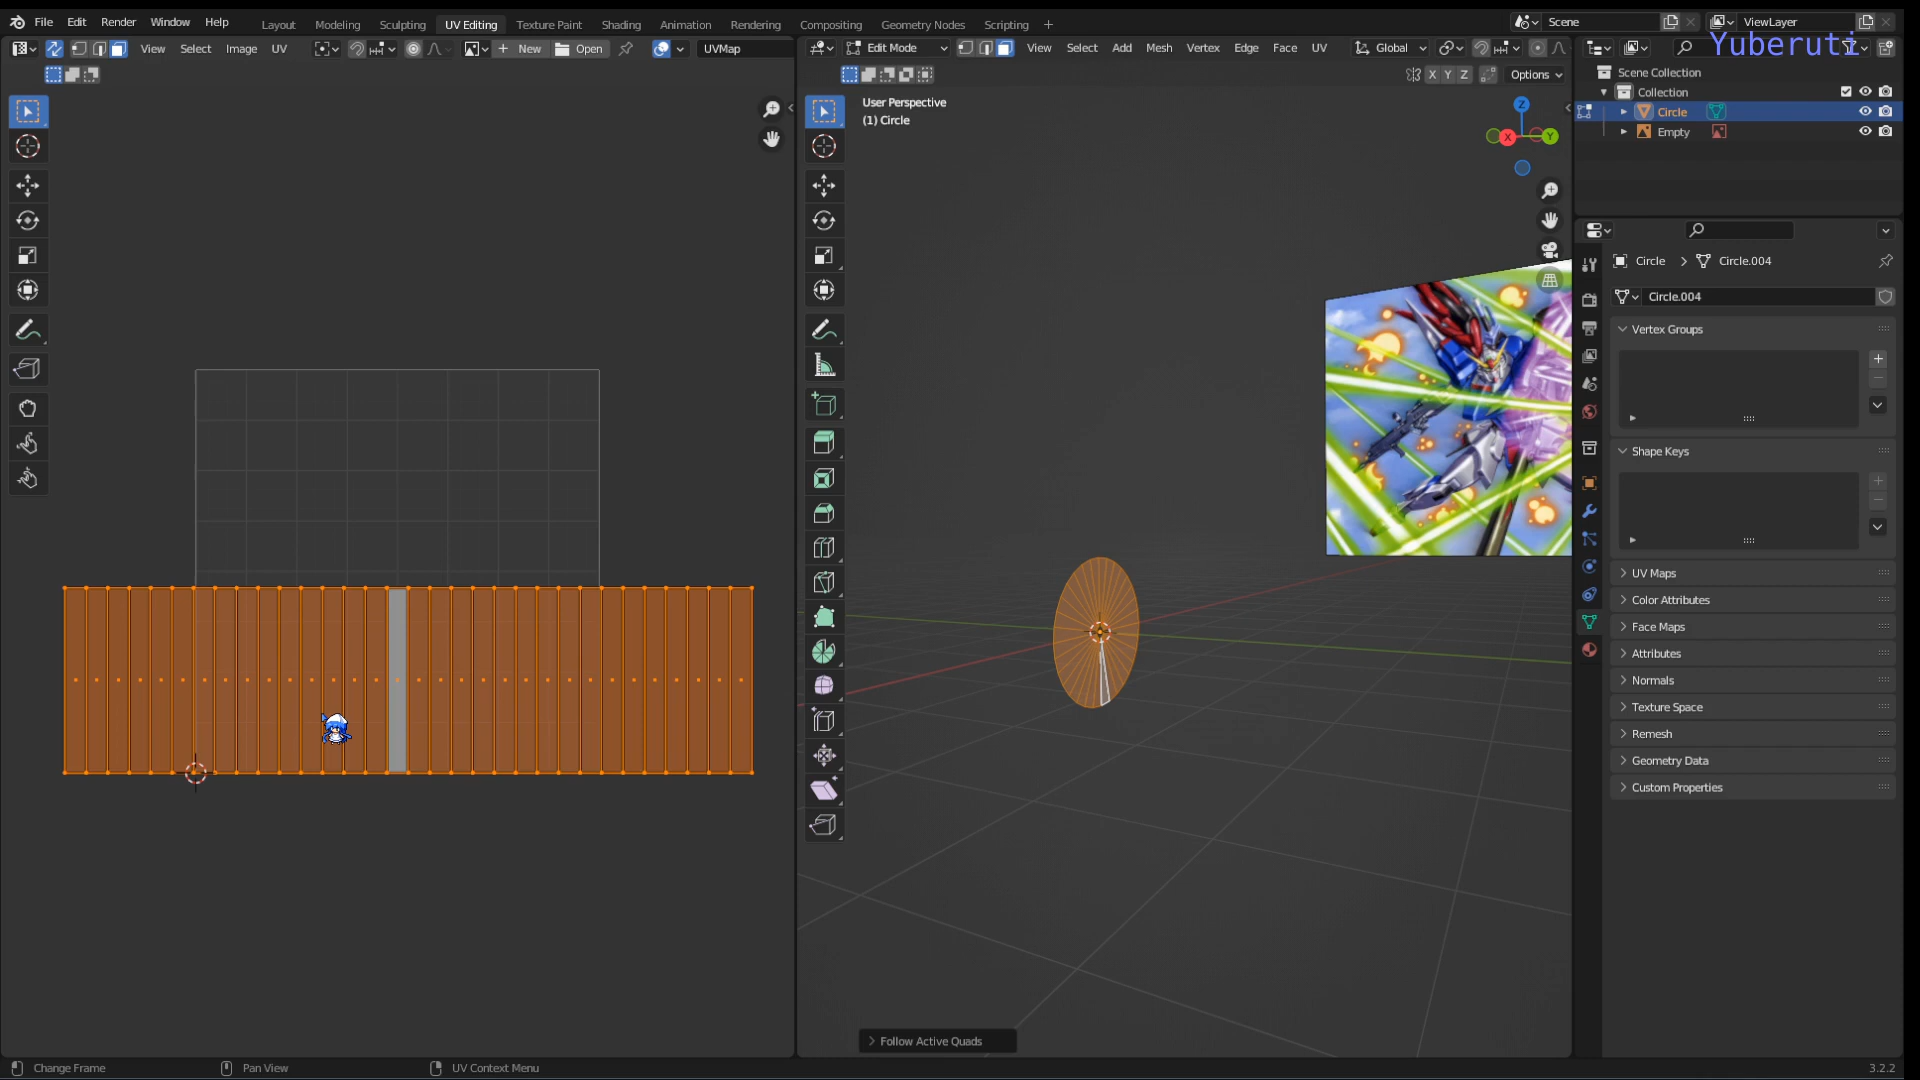 File Edit Render Window Help
Layout Modeling Sculpting UV Editing Texture Paint Shading Animation Rendering Compositing Geometry Nodes Scripting +
Scene
ViewLayer
View Select Image UV
New
Open
UVMap
Edit Mode
View Select Add Mesh Vertex Edge Face UV
Global
Yuberuti
X Y Z
Options
User Perspective
(1) Circle
Z
X
Y
Scene Collection
Collection
Circle
Empty
Circle > Circle.004
Circle.004
Vertex Groups
Shape Keys
UV Maps
Color Attributes
Face Maps
Attributes
Normals
Texture Space
Remesh
Geometry Data
Custom Properties
Follow Active Quads
Change Frame
Pan View
UV Context Menu
3.2.2